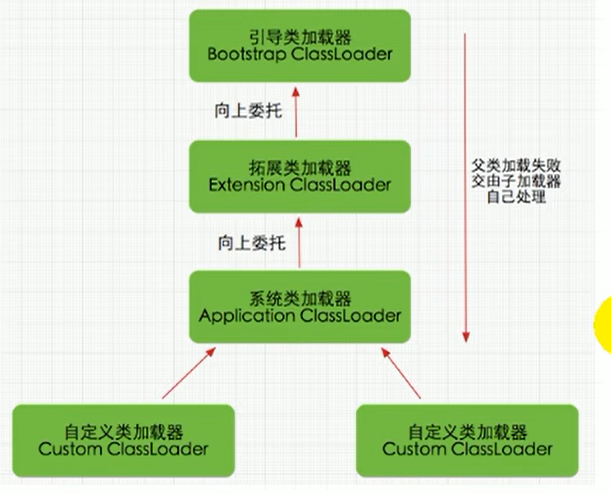 引导类加载器
Bootstrap ClassLoader
向上委托
拓展类加载器
Extension ClassLoader
父类加载失败
交由子加载器
自己处理
向上委托
系统类加载器
Application ClassLoader
自定义类加载器
Custom ClassLoader
自定义类加载器
Custom ClassLoader